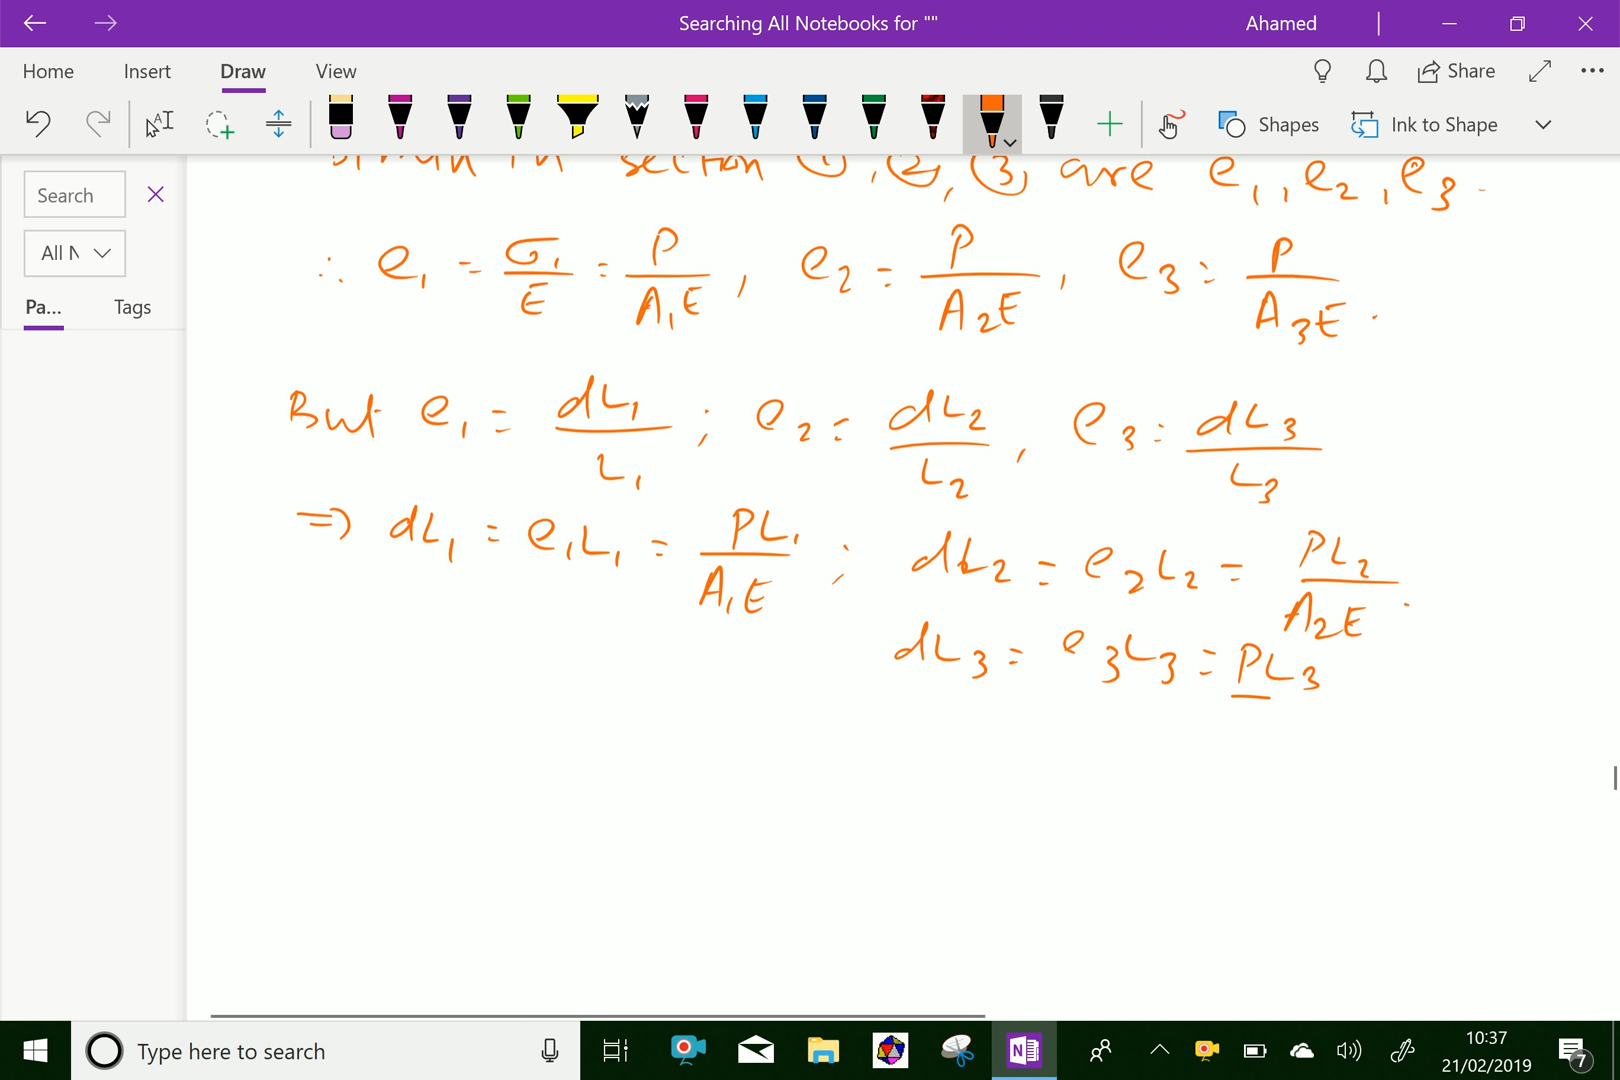 Searching All Notebooks for ""
Ahamed
Home Insert Draw View
Share
Shapes
Ink to Shape
Search
All N
Pa... Tags
strain in section ①, ②, ③ are e₁, e₂, e₃.
∴ e₁ = σ₁/E = P/A₁E, e₂ = P/A₂E, e₃ = P/A₃E.
But e₁ = dL₁/L₁; e₂ = dL₂/L₂, e₃ = dL₃/L₃
⇒ dL₁ = e₁L₁ = PL₁/A₁E; dL₂ = e₂L₂ = PL₂/A₂E.
dL₃ = e₃L₃ = PL₃
Type here to search
N
10:37
21/02/2019
7